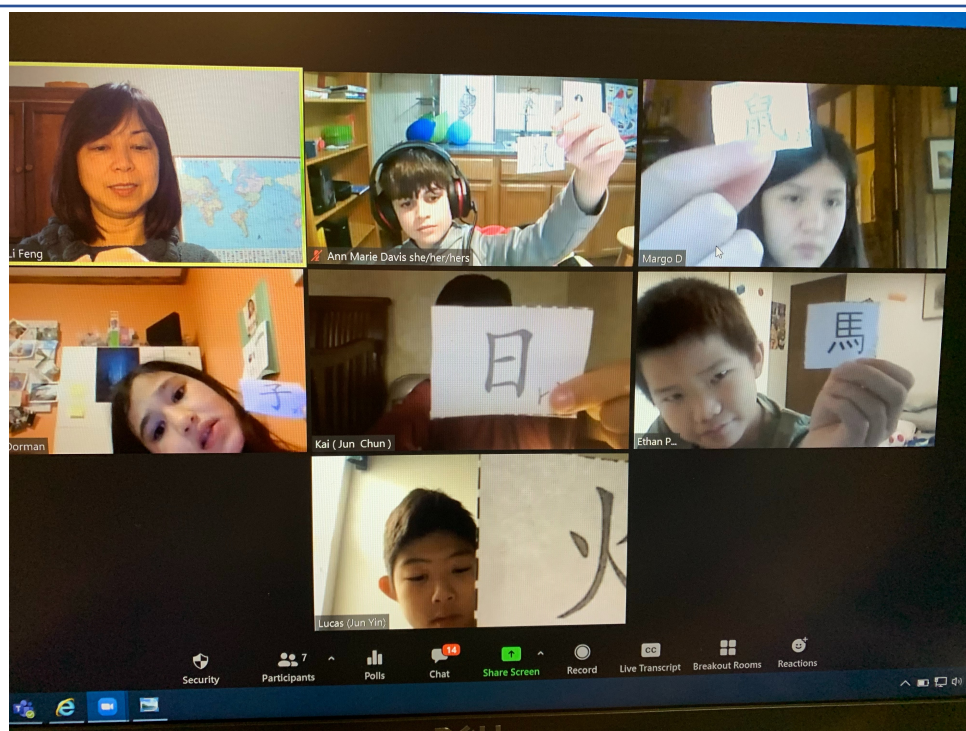 Li Feng
Ann Marie Davis she/her/hers
鼠
Margo D
子
Dorman
日
Kai ( Jun Chun )
馬
Ethan P...
火
Lucas (Jun Yin)
Security
7
Participants
Polls
14
Chat
Share Screen
Record
CC
Live Transcript
Breakout Rooms
Reactions